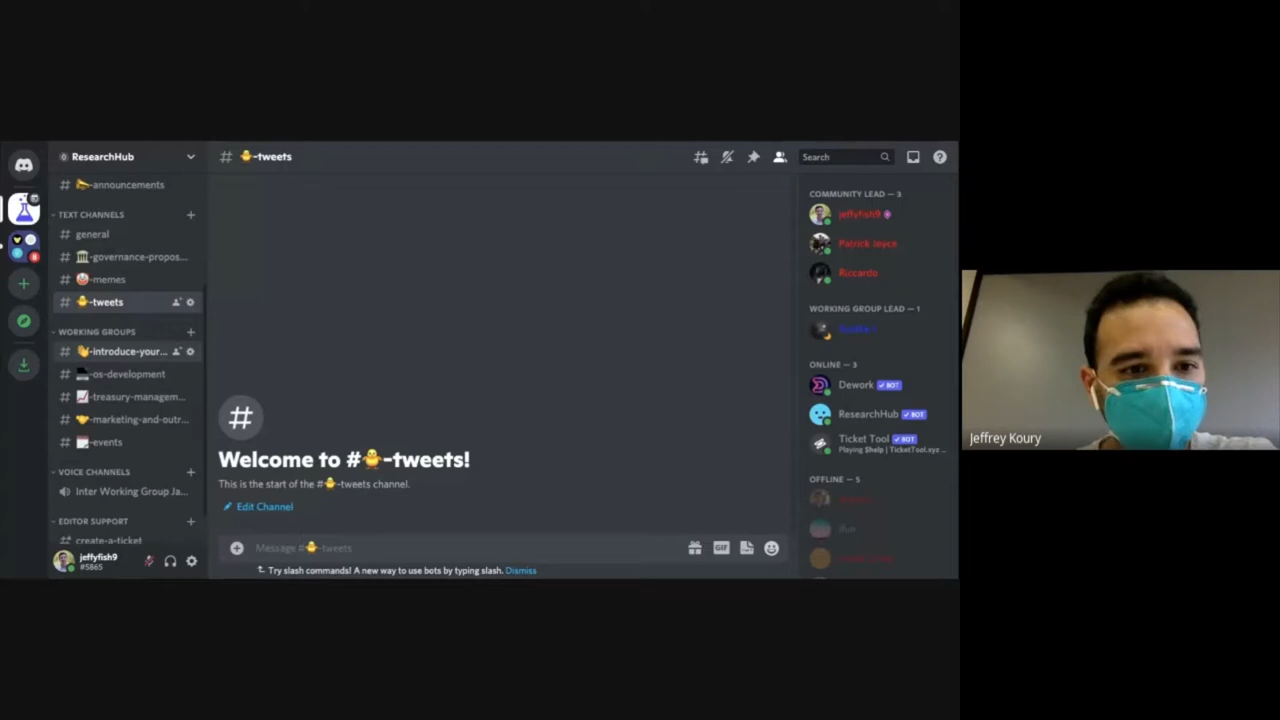 ResearchHub
# 📣-announcements
TEXT CHANNELS
# general
# 🏛️-governance-propos...
# 🤡-memes
# 🐥-tweets
WORKING GROUPS
# 👋-introduce-your...
# 💻-os-development
# 📈-treasury-managem...
# 🤝-marketing-and-outr...
# 🗓️-events
VOICE CHANNELS
Inter Working Group Ja...
EDITOR SUPPORT
# create-a-ticket
jeffyfish9
#5865
# 🐥-tweets
Search
#
Welcome to #🐥-tweets!
This is the start of the #🐥-tweets channel.
Edit Channel
Message #🐥-tweets
GIF
Try slash commands! A new way to use bots by typing slash. Dismiss
COMMUNITY LEAD — 3
jeffyfish9
Patrick Joyce
Riccardo
WORKING GROUP LEAD — 1
ONLINE — 3
Dework ✓ BOT
ResearchHub ✓ BOT
Ticket Tool ✓ BOT
Playing $help | TicketTool.xyz ...
OFFLINE — 5
Jeffrey Koury